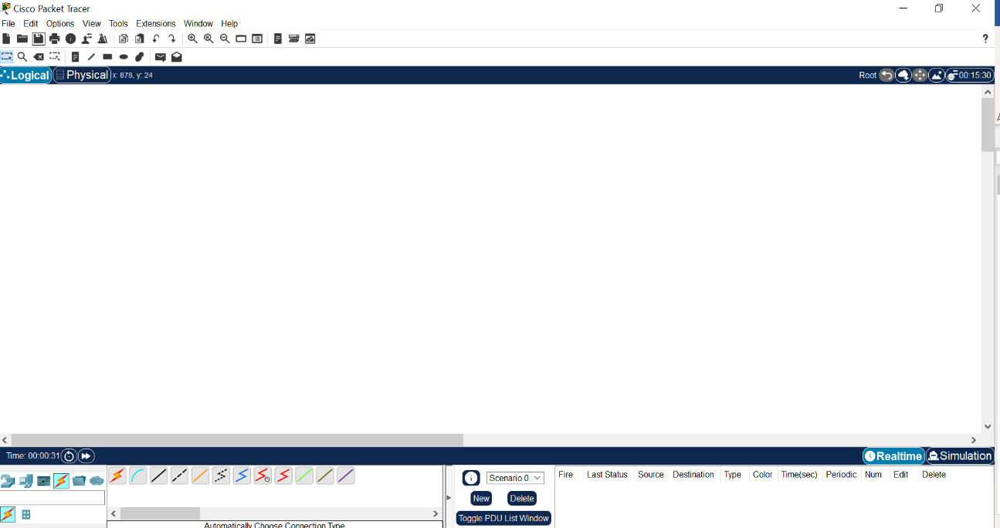 Cisco Packet Tracer
File Edit Options View Tools Extensions Window Help
?
Logical Physical x: 878, y: 24 Root 00:15:30
Time: 00:00:31 Realtime Simulation
Scenario 0 Fire Last Status Source Destination Type Color Time(sec) Periodic Num Edit Delete
New Delete
Toggle PDU List Window
Automatically Choose Connection Type